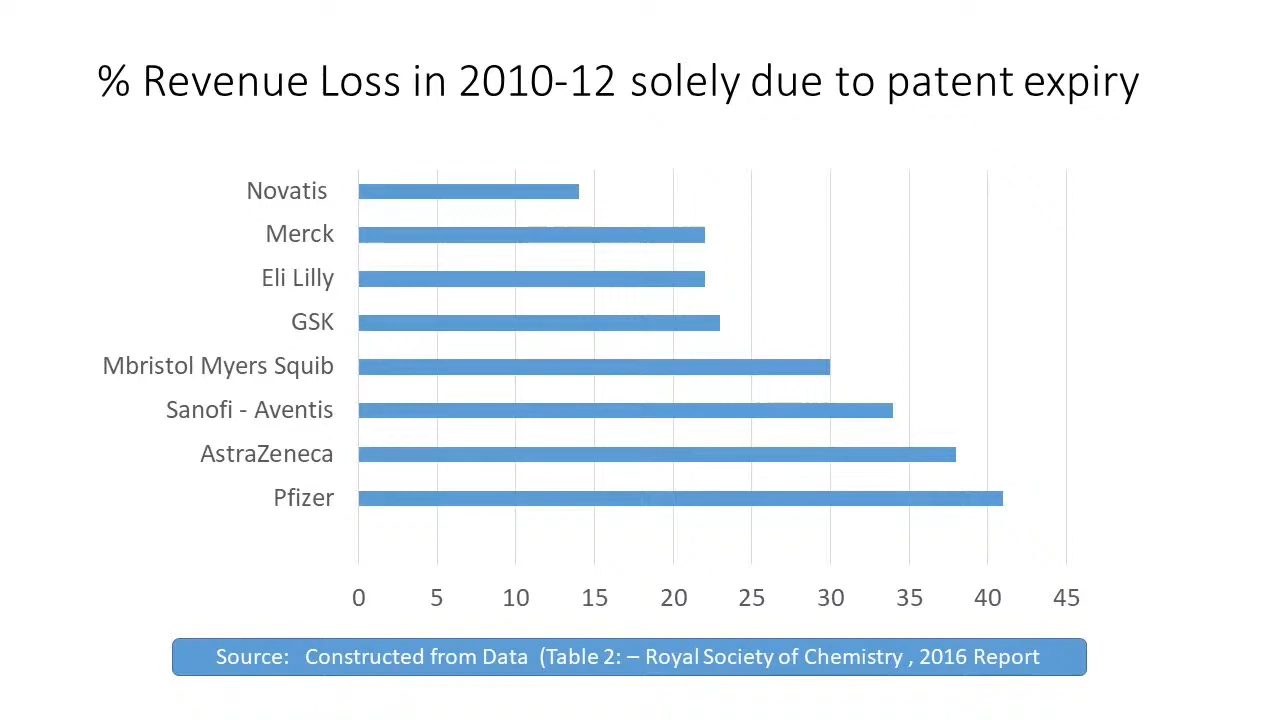 % Revenue Loss in 2010-12 solely due to patent expiry
Novatis
Merck
Eli Lilly
GSK
Mbristol Myers Squib
Sanofi - Aventis
AstraZeneca
Pfizer
0 5 10 15 20 25 30 35 40 45
Source: Constructed from Data (Table 2: – Royal Society of Chemistry , 2016 Report